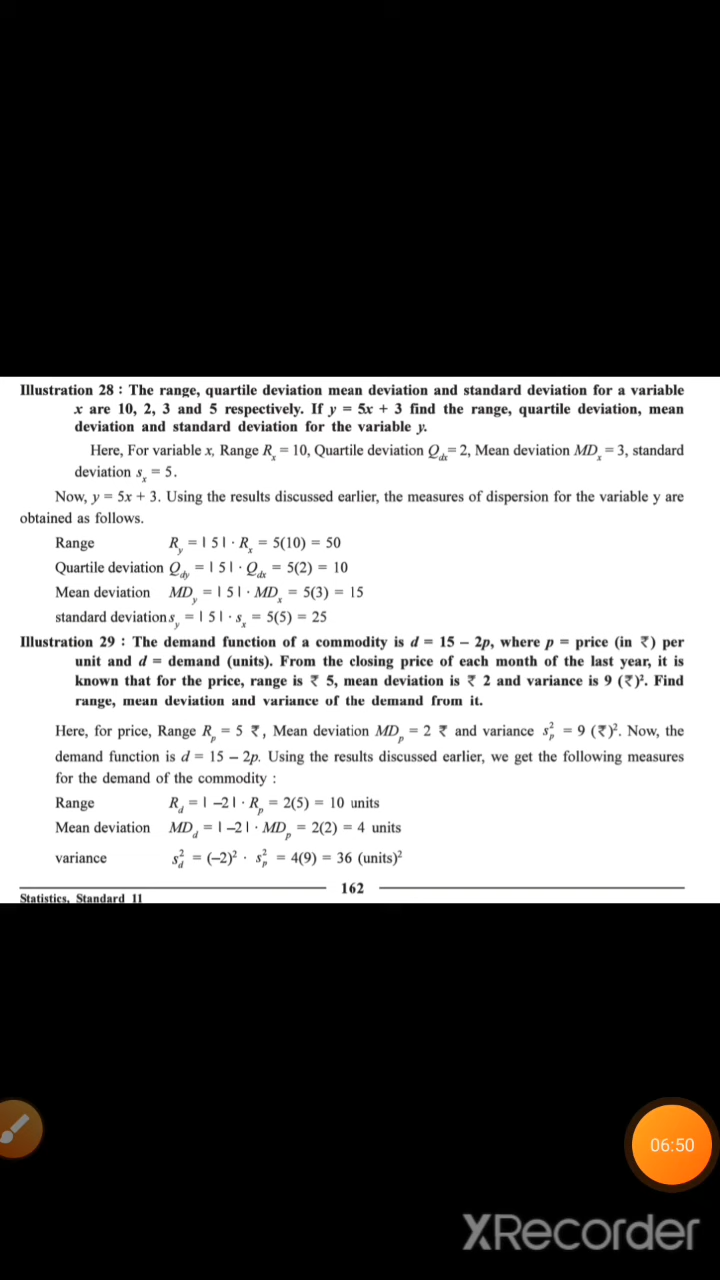 Illustration 28 : The range, quartile deviation mean deviation and standard deviation for a variable
x are 10, 2, 3 and 5 respectively. If y = 5x + 3 find the range, quartile deviation, mean
deviation and standard deviation for the variable y.
Here, For variable x, Range Rₓ = 10, Quartile deviation Q_dx = 2, Mean deviation MDₓ = 3, standard
deviation sₓ = 5.
Now, y = 5x + 3. Using the results discussed earlier, the measures of dispersion for the variable y are
obtained as follows.
Range R_y = | 5 | · Rₓ = 5(10) = 50
Quartile deviation Q_dy = | 5 | · Q_dx = 5(2) = 10
Mean deviation MD_y = | 5 | · MDₓ = 5(3) = 15
standard deviation s_y = | 5 | · sₓ = 5(5) = 25
Illustration 29 : The demand function of a commodity is d = 15 – 2p, where p = price (in ₹) per
unit and d = demand (units). From the closing price of each month of the last year, it is
known that for the price, range is ₹ 5, mean deviation is ₹ 2 and variance is 9 (₹)². Find
range, mean deviation and variance of the demand from it.
Here, for price, Range R_p = 5 ₹, Mean deviation MD_p = 2 ₹ and variance s²_p = 9 (₹)². Now, the
demand function is d = 15 – 2p. Using the results discussed earlier, we get the following measures
for the demand of the commodity :
Range R_d = | –2 | · R_p = 2(5) = 10 units
Mean deviation MD_d = | –2 | · MD_p = 2(2) = 4 units
variance s²_d = (–2)² · s²_p = 4(9) = 36 (units)²
162
Statistics, Standard 11
06:50
XRecorder